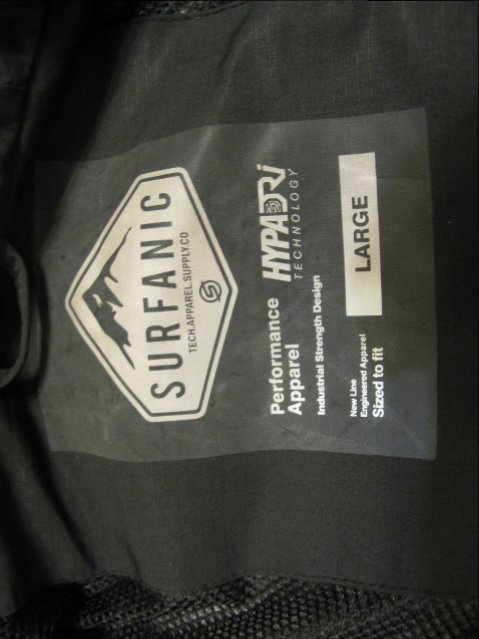 SURFANIC
TECH.APPAREL.SUPPLY.CO
Performance
Apparel
HYPADRI
TECHNOLOGY
Industrial Strength Design
New Line
Engineered Apparel
Sized to fit
LARGE